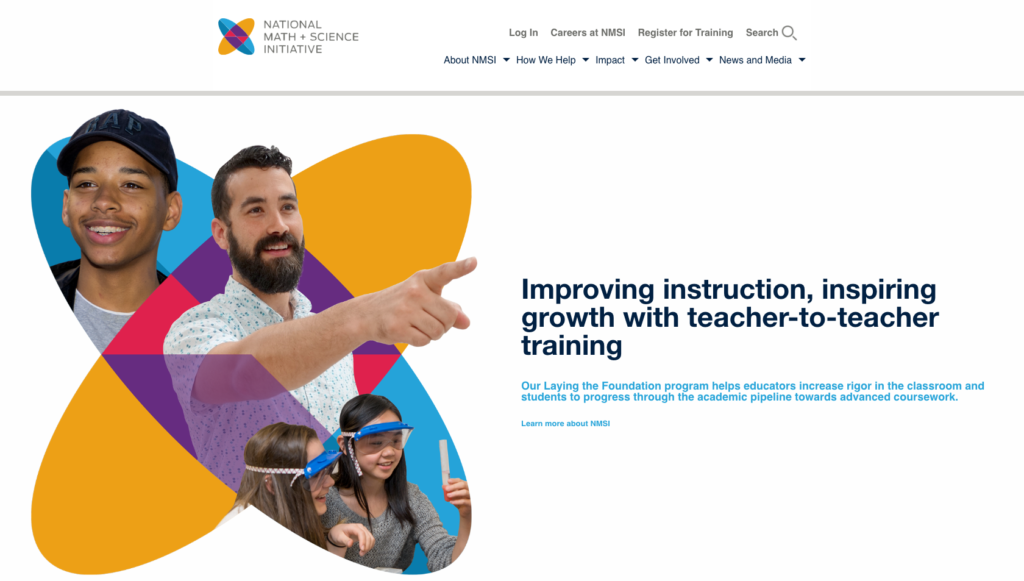 NATIONAL
MATH + SCIENCE
INITIATIVE
Log In Careers at NMSI Register for Training Search
About NMSI How We Help Impact Get Involved News and Media
Improving instruction, inspiring
growth with teacher-to-teacher
training
Our Laying the Foundation program helps educators increase rigor in the classroom and
students to progress through the academic pipeline towards advanced coursework.
Learn more about NMSI